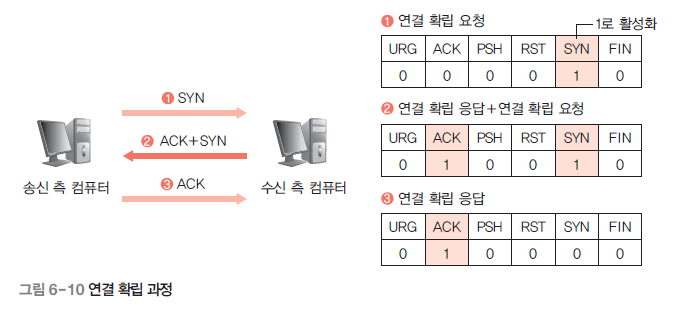 ❶ SYN
❷ ACK+SYN
❸ ACK
송신 측 컴퓨터
수신 측 컴퓨터
❶ 연결 확립 요청
1로 활성화
URG ACK PSH RST SYN FIN
0 0 0 0 1 0
❷ 연결 확립 응답+연결 확립 요청
URG ACK PSH RST SYN FIN
0 1 0 0 1 0
❸ 연결 확립 응답
URG ACK PSH RST SYN FIN
0 1 0 0 0 0
그림 6-10 연결 확립 과정